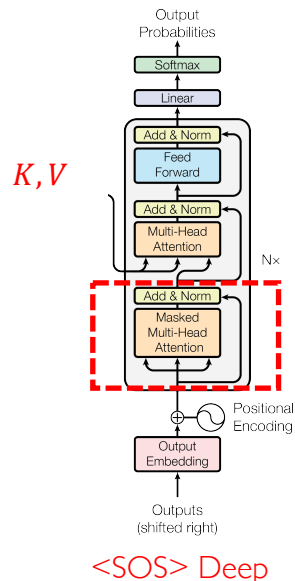 Output
Probabilities
Softmax
Linear
Add & Norm
Feed
Forward
K, V
Add & Norm
Multi-Head
Attention
N×
Add & Norm
Masked
Multi-Head
Attention
Positional
Encoding
Output
Embedding
Outputs
(shifted right)
<SOS> Deep